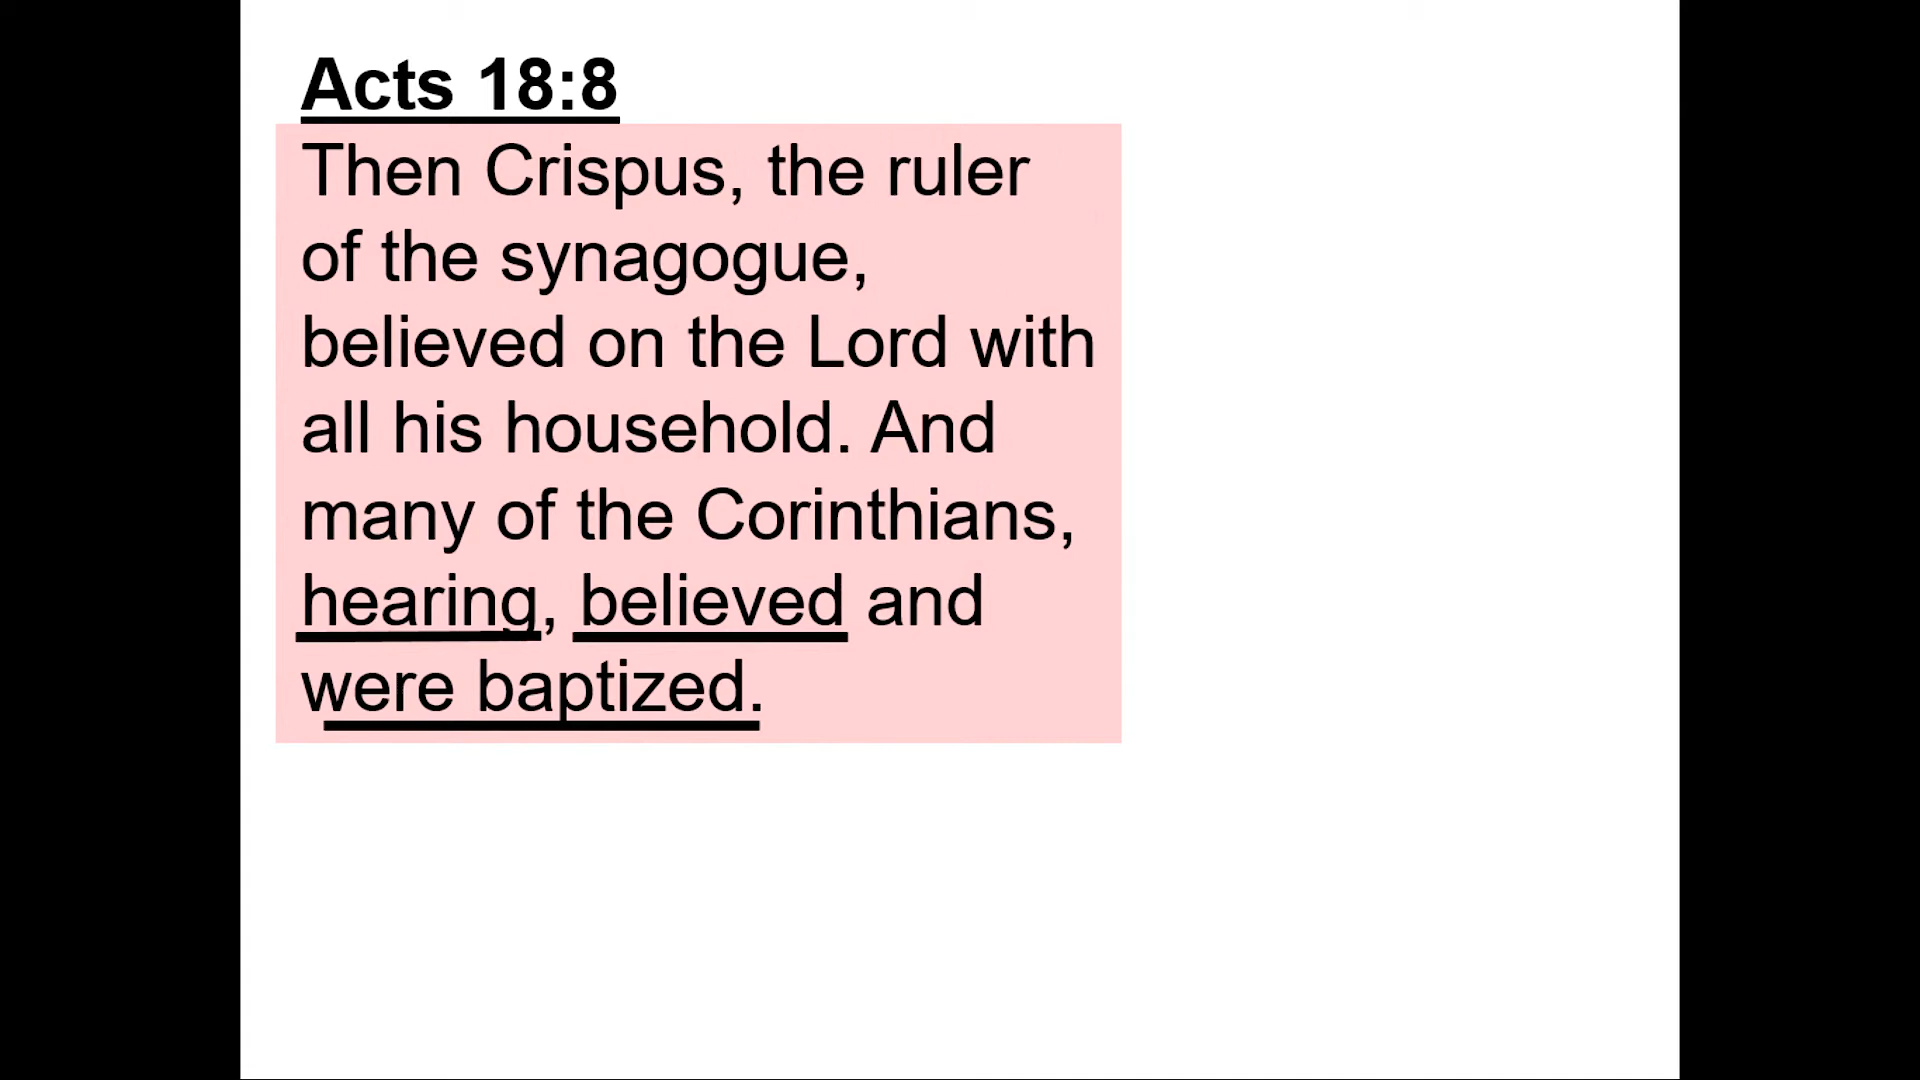 Acts 18:8
Then Crispus, the ruler
of the synagogue,
believed on the Lord with
all his household. And
many of the Corinthians,
hearing, believed and
were baptized.